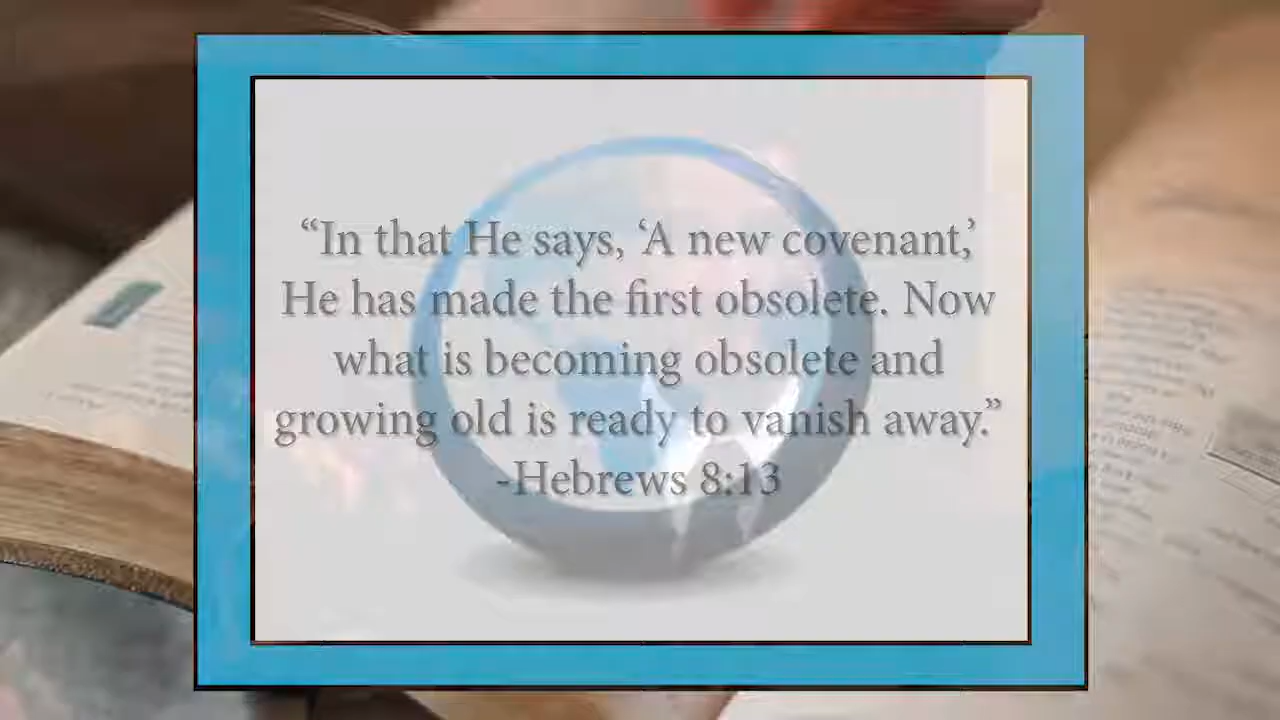 “In that He says, ‘A new covenant,’
He has made the first obsolete. Now
what is becoming obsolete and
growing old is ready to vanish away.”
-Hebrews 8:13